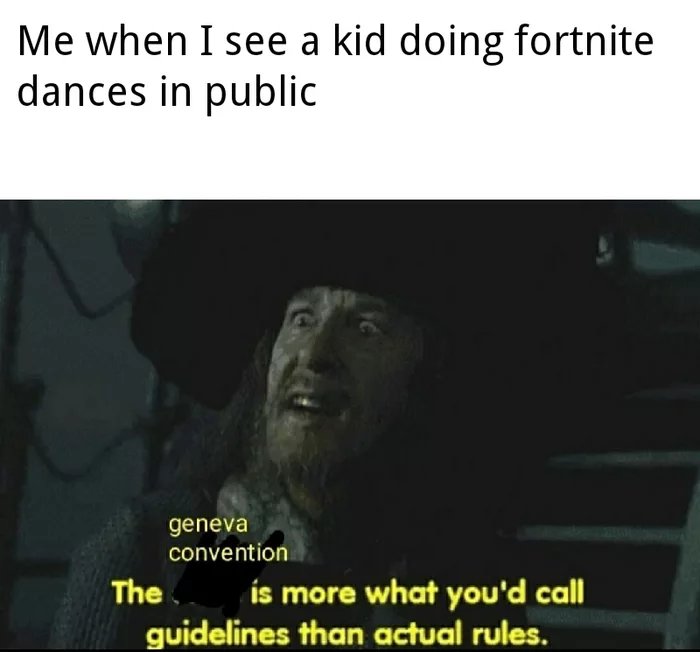 Me when I see a kid doing fortnite
dances in public
geneva
convention
The is more what you'd call
guidelines than actual rules.